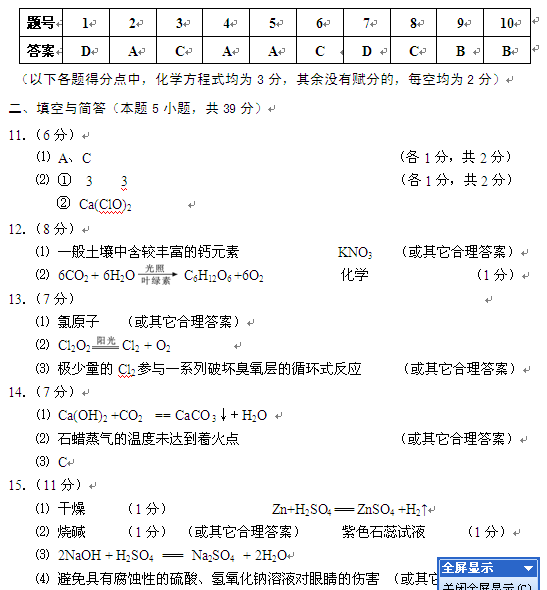 题号 1 2 3 4 5 6 7 8 9 10
答案 D A C A A C D C B B
（以下各题得分点中，化学方程式均为 3 分，其余没有赋分的，每空均为 2 分）
二、填空与简答（本题 5 小题，共 39 分）
11.（6 分）
⑴ A、C （各 1 分，共 2 分）
⑵ ① 3 3 （各 1 分，共 2 分）
② Ca(ClO)2
12.（8 分）
⑴ 一般土壤中含较丰富的钙元素 KNO3 （或其它合理答案）
⑵ 6CO2 + 6H2O 光照 叶绿素 C6H12O6 +6O2 化学 （1 分）
13.（7 分）
⑴ 氯原子 （或其它合理答案）
⑵ Cl2O2 阳光 Cl2 + O2
⑶ 极少量的 Cl2 参与一系列破坏臭氧层的循环式反应 （或其它合理答案）
14.（7 分）
⑴ Ca(OH)2 +CO2 == CaCO3↓+ H2O
⑵ 石蜡蒸气的温度未达到着火点 （或其它合理答案）
⑶ C
15.（11 分）
⑴ 干燥 （1 分） Zn+H2SO4 ══ ZnSO4 +H2↑
⑵ 烧碱 （1 分）（或其它合理答案） 紫色石蕊试液 （1 分）
⑶ 2NaOH + H2SO4 ══ Na2SO4 + 2H2O
(4) 避免具有腐蚀性的硫酸、氢氧化钠溶液对眼睛的伤害 （或其它
全屏显示
关闭全屏显示(C)